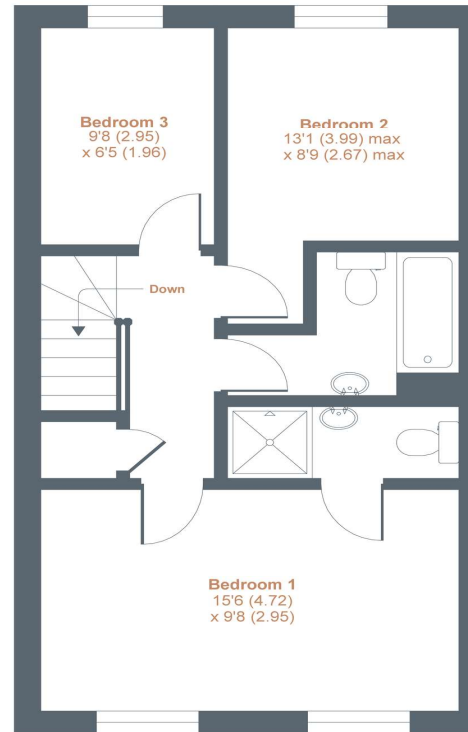 Bedroom 3
9'8 (2.95)
x 6'5 (1.96)
Bedroom 2
13'1 (3.99) max
x 8'9 (2.67) max
Down
Bedroom 1
15'6 (4.72)
x 9'8 (2.95)